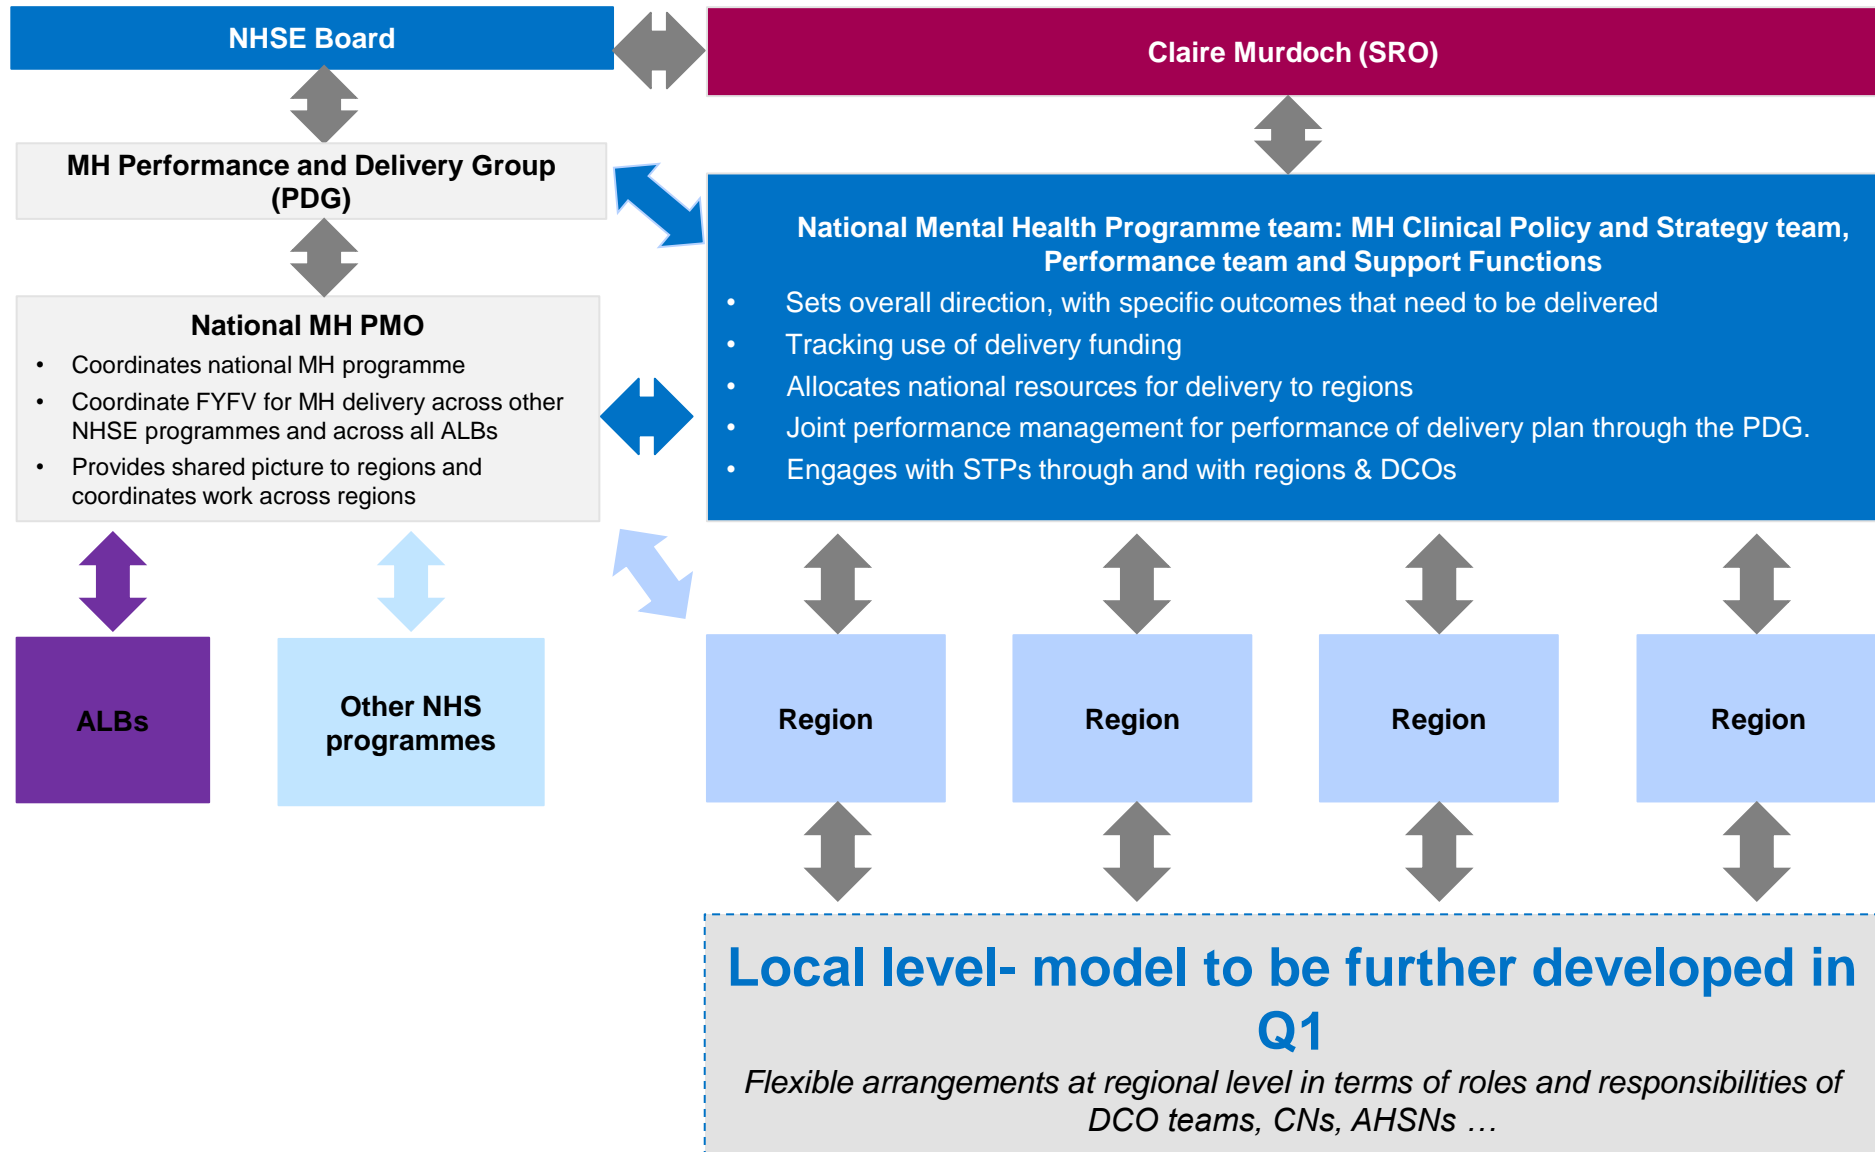 NHSE Board
Claire Murdoch (SRO)
MH Performance and Delivery Group
(PDG)
National MH PMO
• Coordinates national MH programme
• Coordinate FYFV for MH delivery across other
NHSE programmes and across all ALBs
• Provides shared picture to regions and
coordinates work across regions
National Mental Health Programme team: MH Clinical Policy and Strategy team,
Performance team and Support Functions
• Sets overall direction, with specific outcomes that need to be delivered
• Tracking use of delivery funding
• Allocates national resources for delivery to regions
• Joint performance management for performance of delivery plan through the PDG.
• Engages with STPs through and with regions & DCOs
ALBs
Other NHS
programmes
Region
Region
Region
Region
Local level- model to be further developed in
Q1
Flexible arrangements at regional level in terms of roles and responsibilities of
DCO teams, CNs, AHSNs …